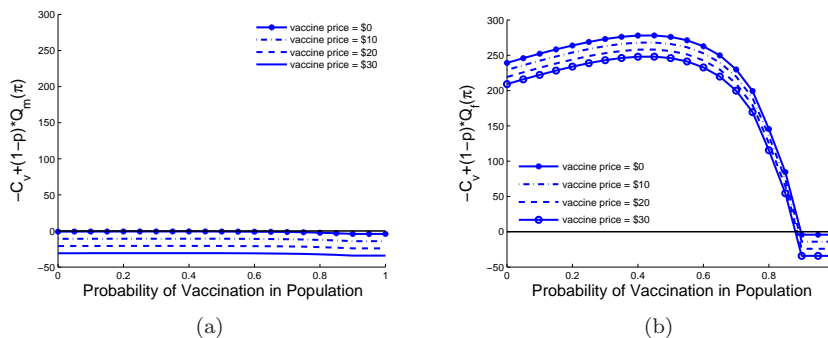 300
250
200
150
100
50
0
−50
0
0.2
0.4
0.6
0.8
1
−C_v+(1−p)*Q_m(π)
Probability of Vaccination in Population
vaccine price = $0
vaccine price = $10
vaccine price = $20
vaccine price = $30
(a)
300
250
200
150
100
50
0
−50
0
0.2
0.4
0.6
0.8
−C_v+(1−p)*Q_f(π)
Probability of Vaccination in Population
vaccine price = $0
vaccine price = $10
vaccine price = $20
vaccine price = $30
(b)